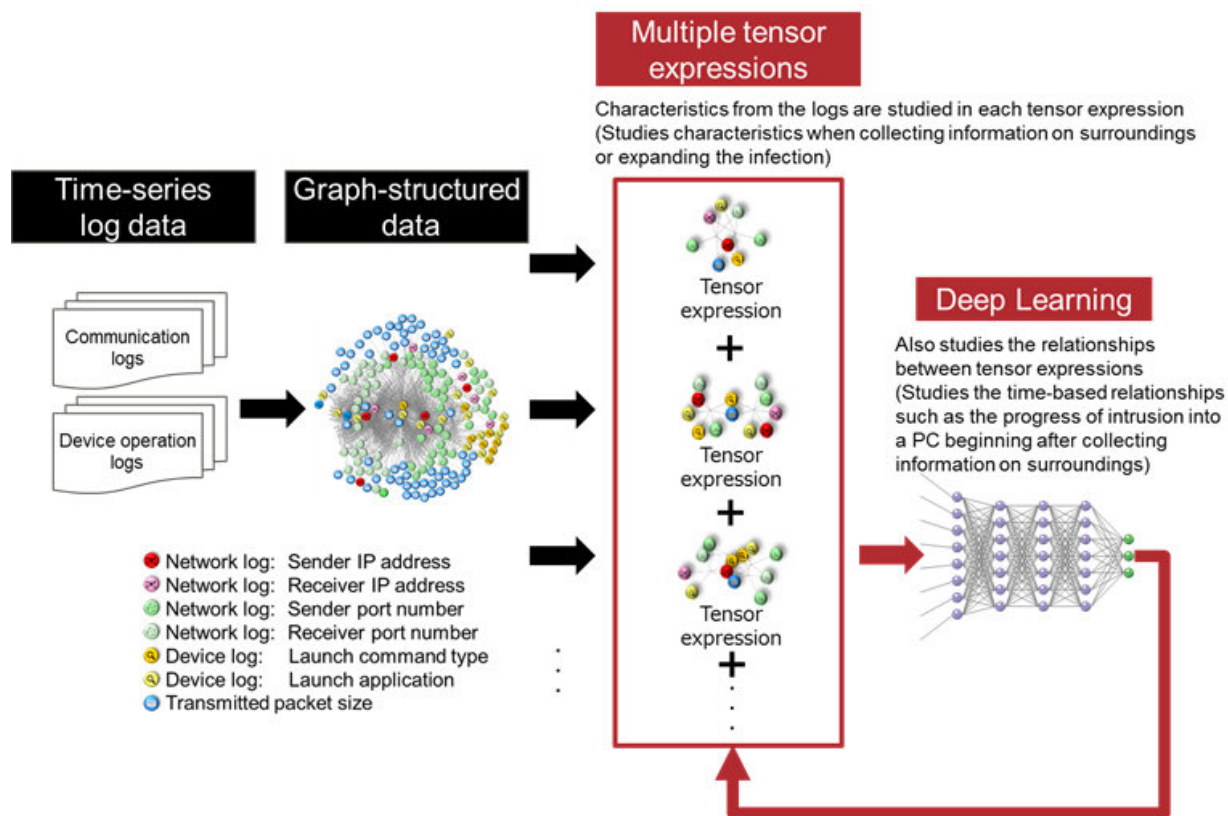 Multiple tensor
expressions
Characteristics from the logs are studied in each tensor expression
(Studies characteristics when collecting information on surroundings
or expanding the infection)
Time-series
log data
Graph-structured
data
Communication
logs
Device operation
logs
Network log: Sender IP address
Network log: Receiver IP address
Network log: Sender port number
Network log: Receiver port number
Device log: Launch command type
Device log: Launch application
Transmitted packet size
Tensor
expression
+
Tensor
expression
+
Tensor
expression
+
Deep Learning
Also studies the relationships
between tensor expressions
(Studies the time-based relationships
such as the progress of intrusion into
a PC beginning after collecting
information on surroundings)